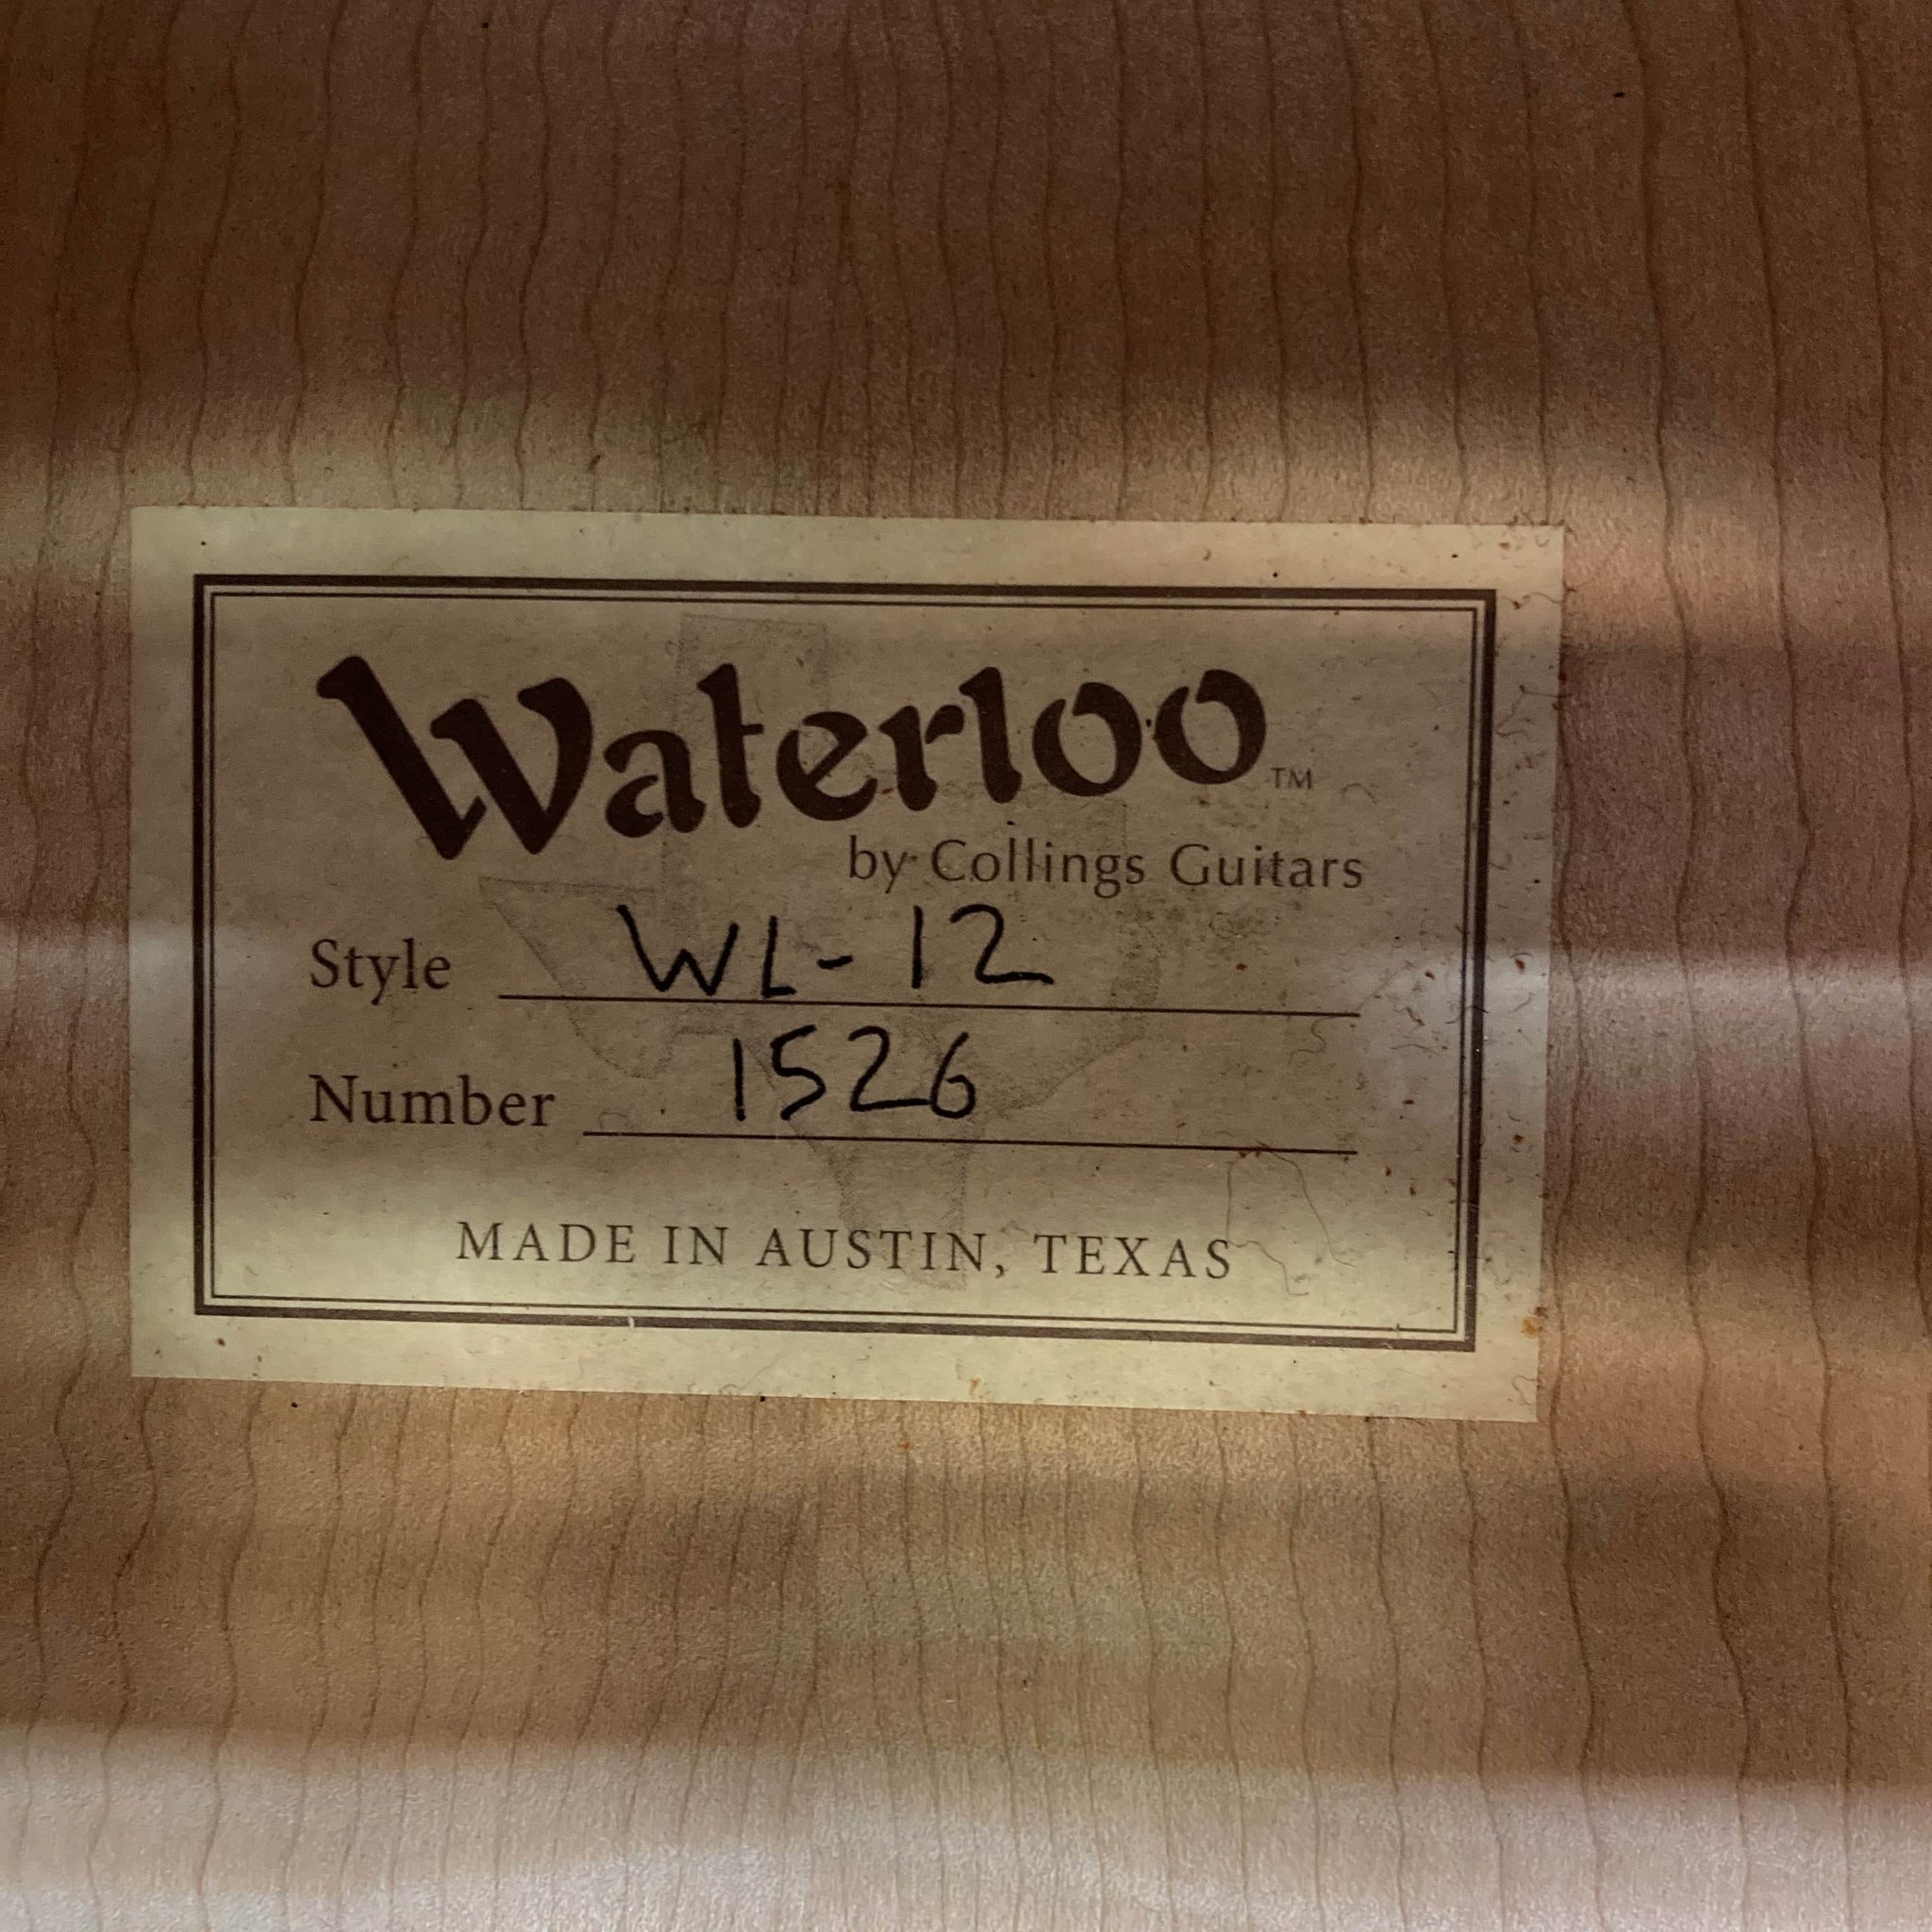 Waterloo™
by Collings Guitars
Style WL-12
Number 1526
MADE IN AUSTIN, TEXAS